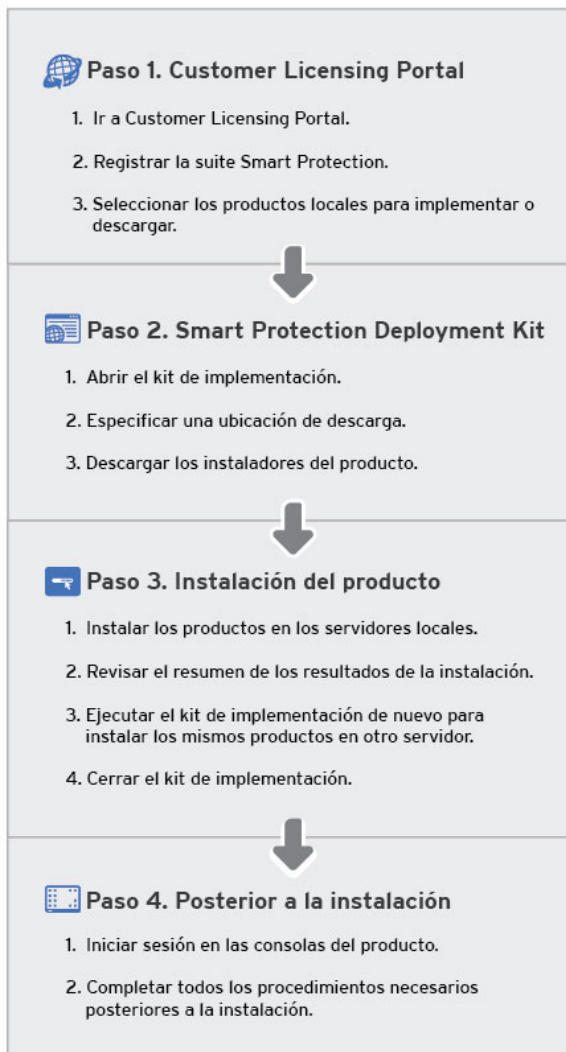 Paso 1. Customer Licensing Portal
1. Ir a Customer Licensing Portal.
2. Registrar la suite Smart Protection.
3. Seleccionar los productos locales para implementar o
descargar.
Paso 2. Smart Protection Deployment Kit
1. Abrir el kit de implementación.
2. Especificar una ubicación de descarga.
3. Descargar los instaladores del producto.
Paso 3. Instalación del producto
1. Instalar los productos en los servidores locales.
2. Revisar el resumen de los resultados de la instalación.
3. Ejecutar el kit de implementación de nuevo para
instalar los mismos productos en otro servidor.
4. Cerrar el kit de implementación.
Paso 4. Posterior a la instalación
1. Iniciar sesión en las consolas del producto.
2. Completar todos los procedimientos necesarios
posteriores a la instalación.